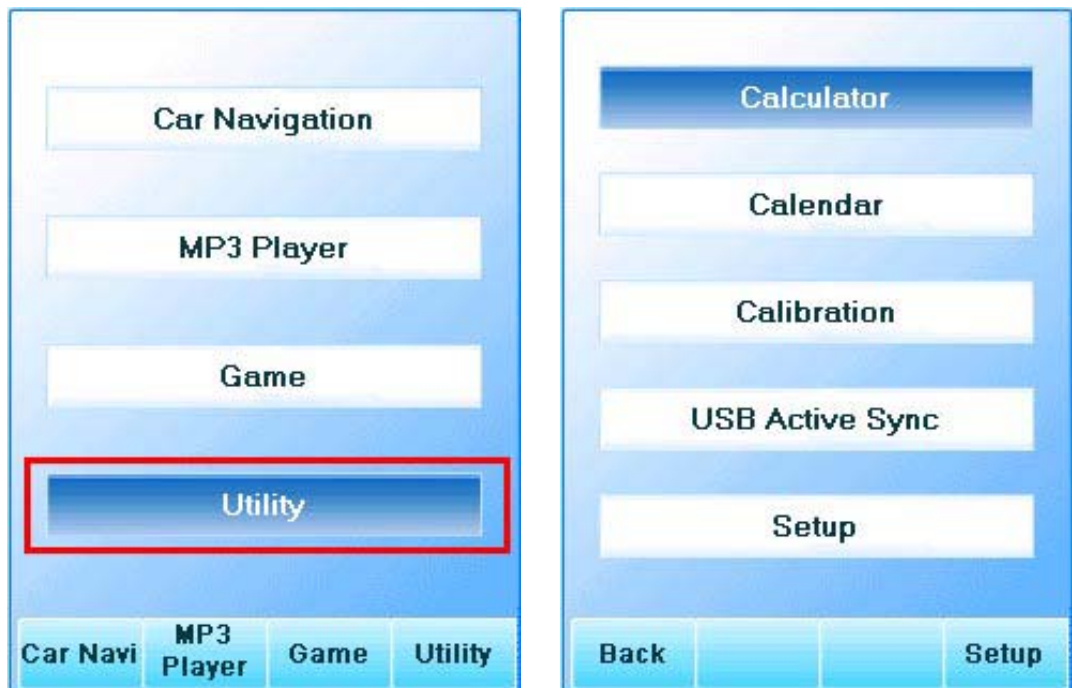 Car Navigation
MP3 Player
Game
Utility
Car Navi
MP3
Player
Game
Utility
Calculator
Calendar
Calibration
USB Active Sync
Setup
Back
Setup